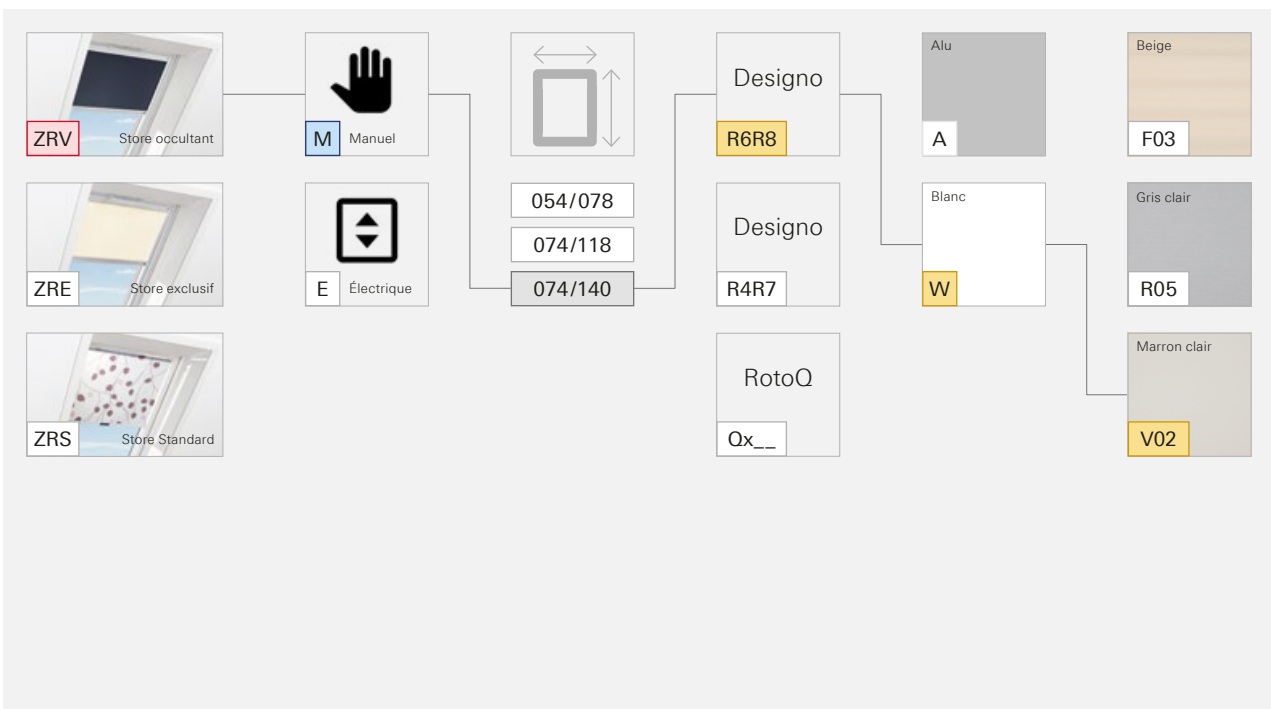 ZRV
Store occultant
M
Manuel
Designo
R6R8
Alu
A
Beige
F03
ZRE
Store exclusif
E
Électrique
054/078
074/118
074/140
Designo
R4R7
Blanc
W
Gris clair
R05
ZRS
Store Standard
RotoQ
Qx__
Marron clair
V02